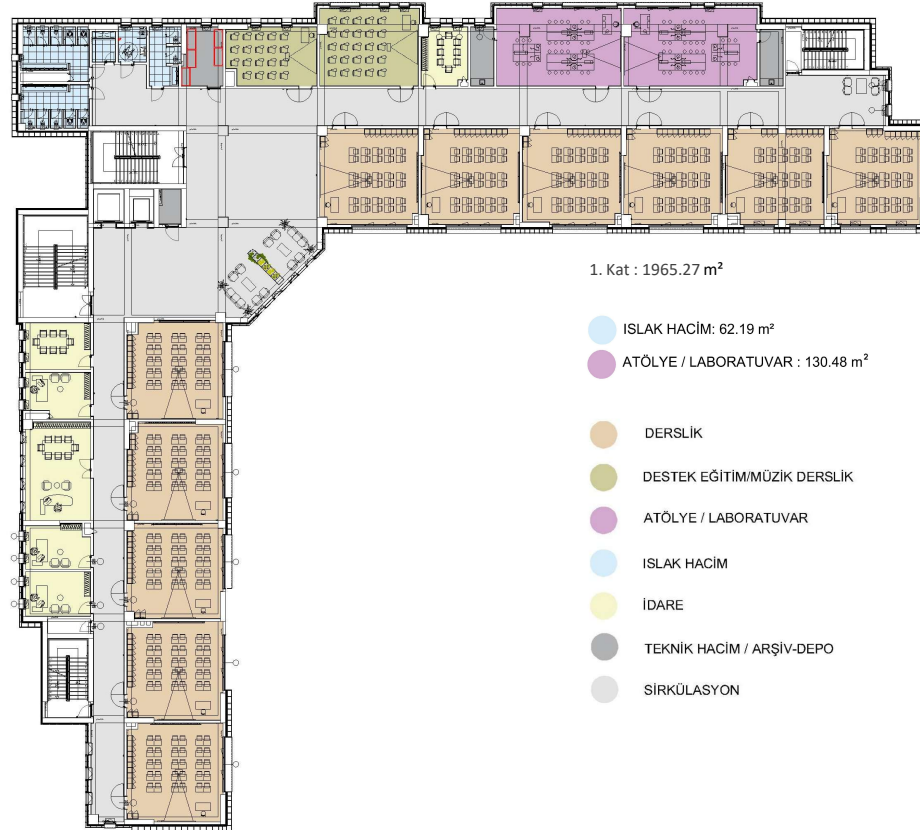 1. Kat : 1965.27 m²
ISLAK HACİM: 62.19 m²
ATÖLYE / LABORATUVAR : 130.48 m²
DERSLİK
DESTEK EĞİTİM/MÜZİK DERSLİK
ATÖLYE / LABORATUVAR
ISLAK HACİM
İDARE
TEKNİK HACİM / ARŞİV-DEPO
SİRKÜLASYON